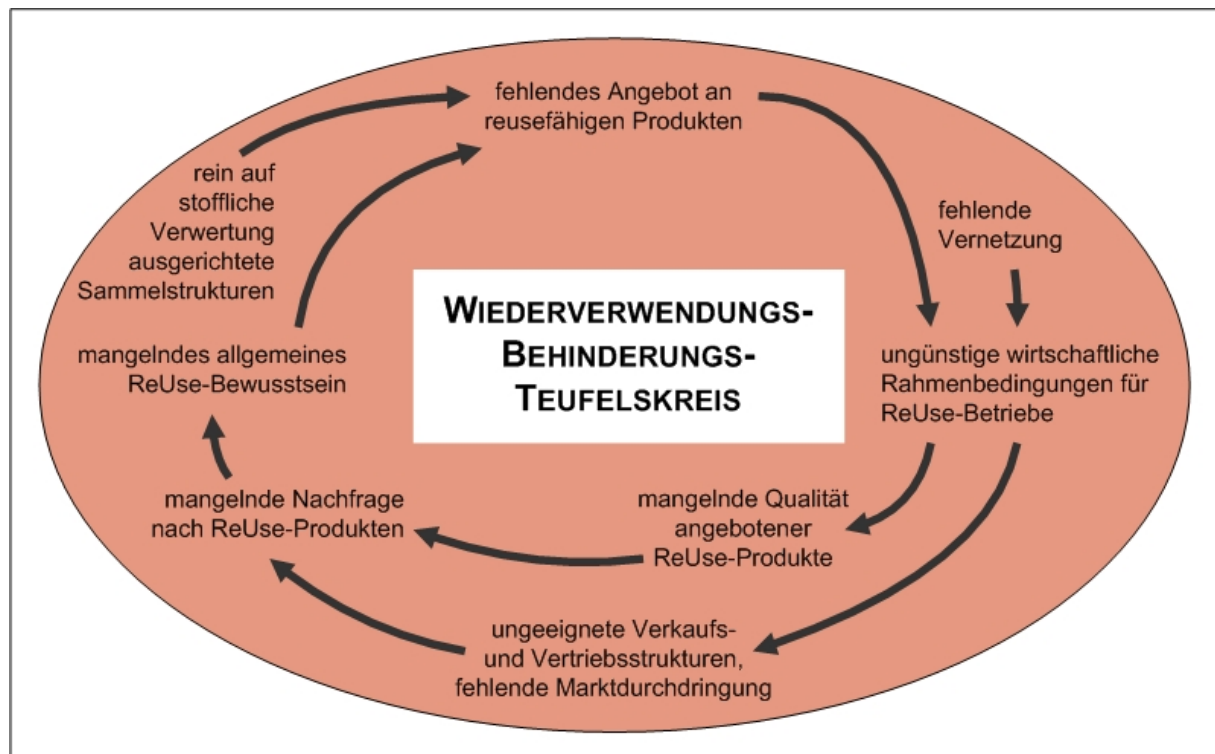 fehlendes Angebot an
reusefähigen Produkten
rein auf
stoffliche
Verwertung
ausgerichtete
Sammelstrukturen
fehlende
Vernetzung
WIEDERVERWENDUNGS-
BEHINDERUNGS-
TEUFELSKREIS
mangelndes allgemeines
ReUse-Bewusstsein
ungünstige wirtschaftliche
Rahmenbedingungen für
ReUse-Betriebe
mangelnde Nachfrage
nach ReUse-Produkten
mangelnde Qualität
angebotener
ReUse-Produkte
ungeeignete Verkaufs-
und Vertriebsstrukturen,
fehlende Marktdurchdringung